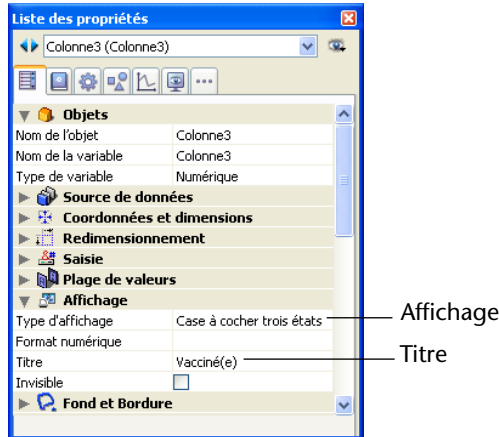 Liste des propriétés
Colonne3 (Colonne3)
Objets
Nom de l'objet Colonne3
Nom de la variable Colonne3
Type de variable Numérique
Source de données
Coordonnées et dimensions
Redimensionnement
Saisie
Plage de valeurs
Affichage
Type d'affichage Case à cocher trois états Affichage
Format numérique
Titre Vacciné(e) Titre
Invisible
Fond et Bordure